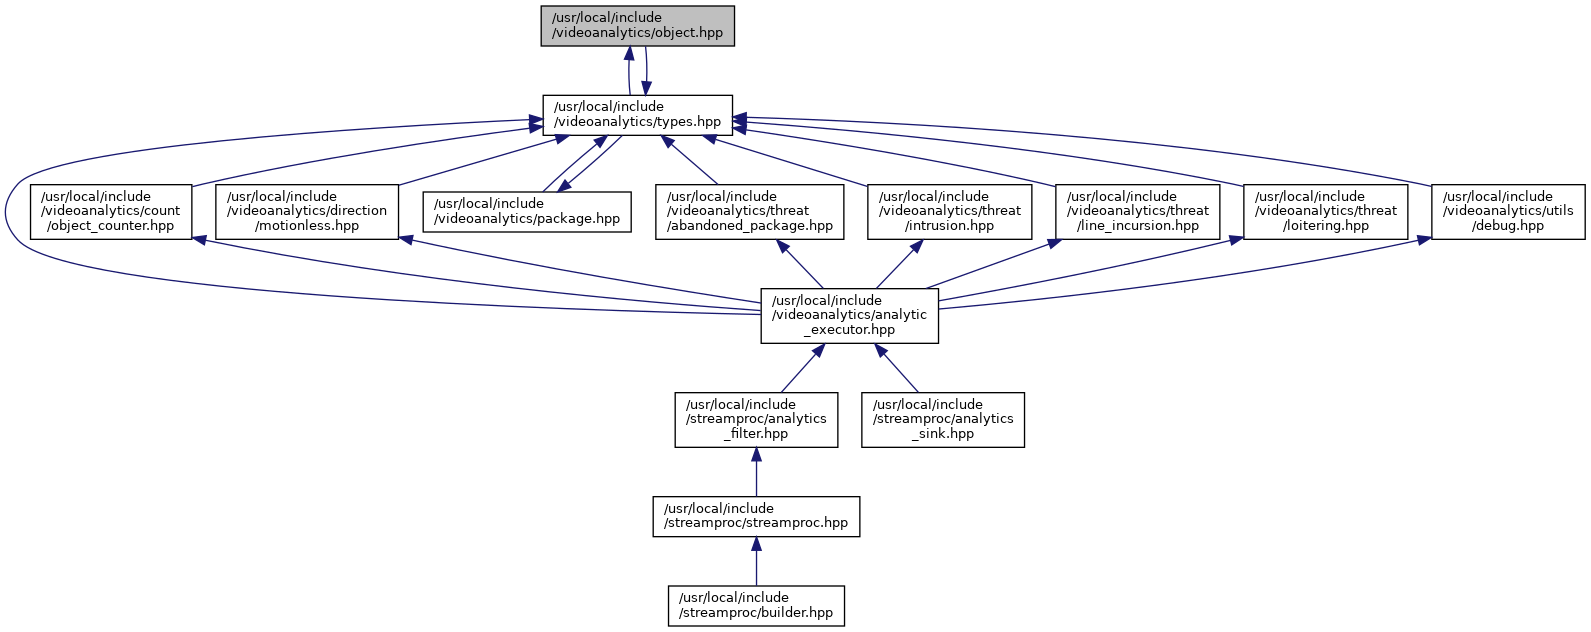 /usr/local/include
/videoanalytics/object.hpp
/usr/local/include
/videoanalytics/types.hpp
/usr/local/include
/videoanalytics/count
/object_counter.hpp
/usr/local/include
/videoanalytics/direction
/motionless.hpp
/usr/local/include
/videoanalytics/package.hpp
/usr/local/include
/videoanalytics/threat
/abandoned_package.hpp
/usr/local/include
/videoanalytics/threat
/intrusion.hpp
/usr/local/include
/videoanalytics/threat
/line_incursion.hpp
/usr/local/include
/videoanalytics/threat
/loitering.hpp
/usr/local/include
/videoanalytics/utils
/debug.hpp
/usr/local/include
/videoanalytics/analytic
_executor.hpp
/usr/local/include
/streamproc/analytics
_filter.hpp
/usr/local/include
/streamproc/analytics
_sink.hpp
/usr/local/include
/streamproc/streamproc.hpp
/usr/local/include
/streamproc/builder.hpp